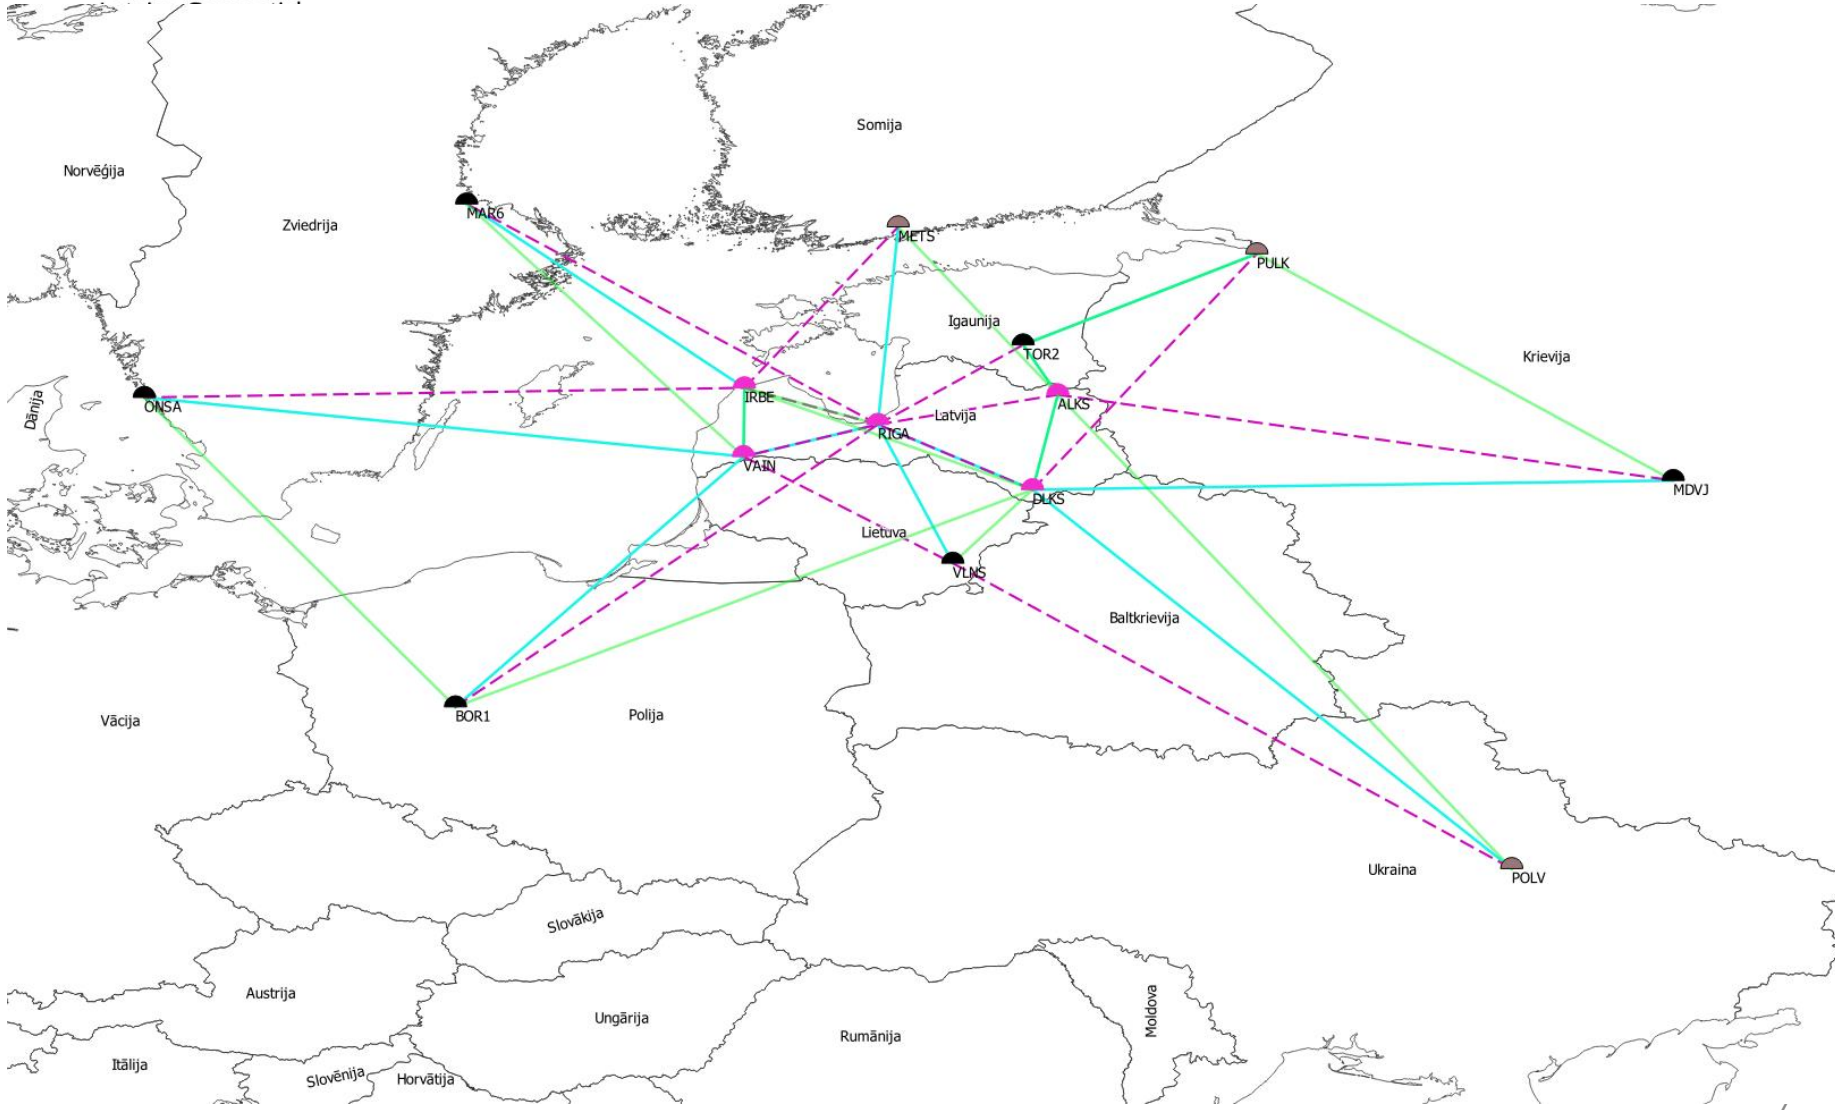 Somija
Norvēģija
MAR6
Zviedrija
METS
PULK
Igaunija
TOR2
Krievija
Dānija
ONSA
IRBE
ALKS
Latvija
RIGA
VAIN
MDVJ
DLKS
Lietuva
VLNS
Baltkrievija
BOR1
Polija
Vācija
Ukraina
POLV
Slovākija
Austrija
Moldova
Ungārija
Rumānija
Itālija
Slovēnija
Horvātija